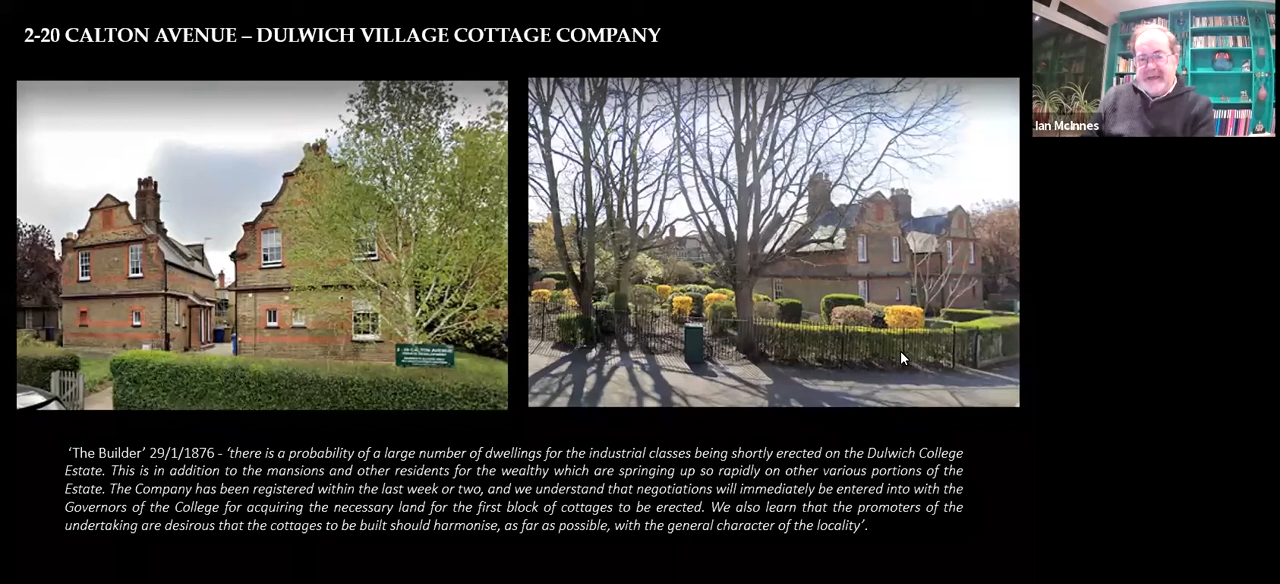 2-20 CALTON AVENUE – DULWICH VILLAGE COTTAGE COMPANY
Ian McInnes
2-20 CALTON AVENUE
‘The Builder’ 29/1/1876 - ‘there is a probability of a large number of dwellings for the industrial classes being shortly erected on the Dulwich College
Estate. This is in addition to the mansions and other residents for the wealthy which are springing up so rapidly on other various portions of the
Estate. The Company has been registered within the last week or two, and we understand that negotiations will immediately be entered into with the
Governors of the College for acquiring the necessary land for the first block of cottages to be erected. We also learn that the promoters of the
undertaking are desirous that the cottages to be built should harmonise, as far as possible, with the general character of the locality’.